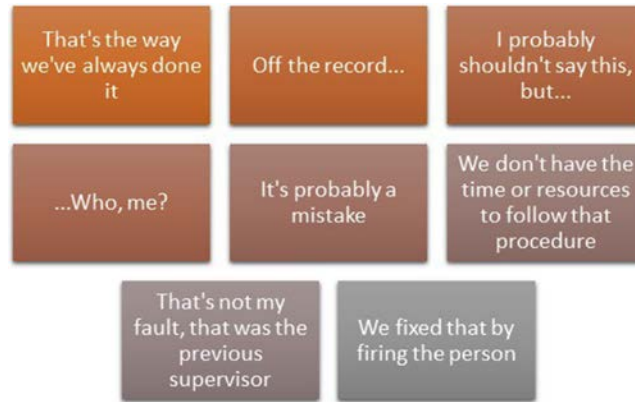 That's the way
we've always done
it
Off the record...
I probably
shouldn't say this,
but...
...Who, me?
It's probably a
mistake
We don't have the
time or resources
to follow that
procedure
That's not my
fault, that was the
previous
supervisor
We fixed that by
firing the person